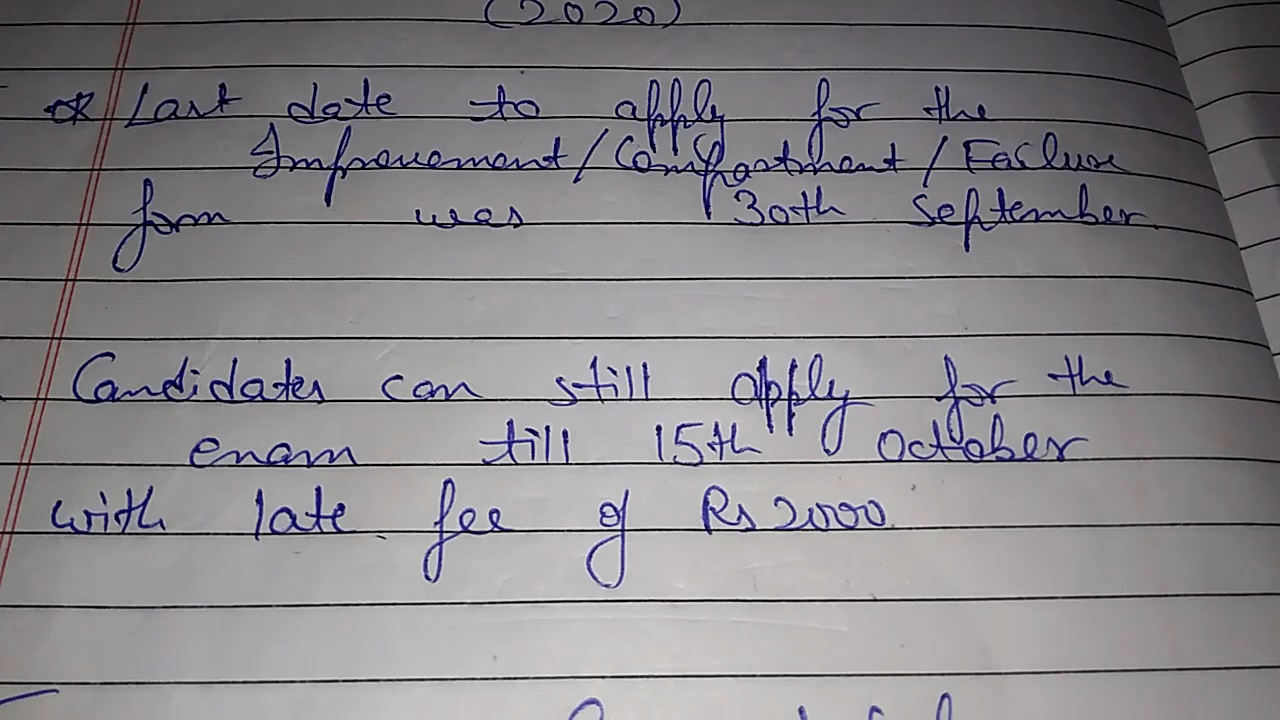 (2020)
* Last date to apply for the
Improvement/Compartment/Failure
form was 30th September
Candidates can still apply for the
exam till 15th October
with late fee of Rs 2000